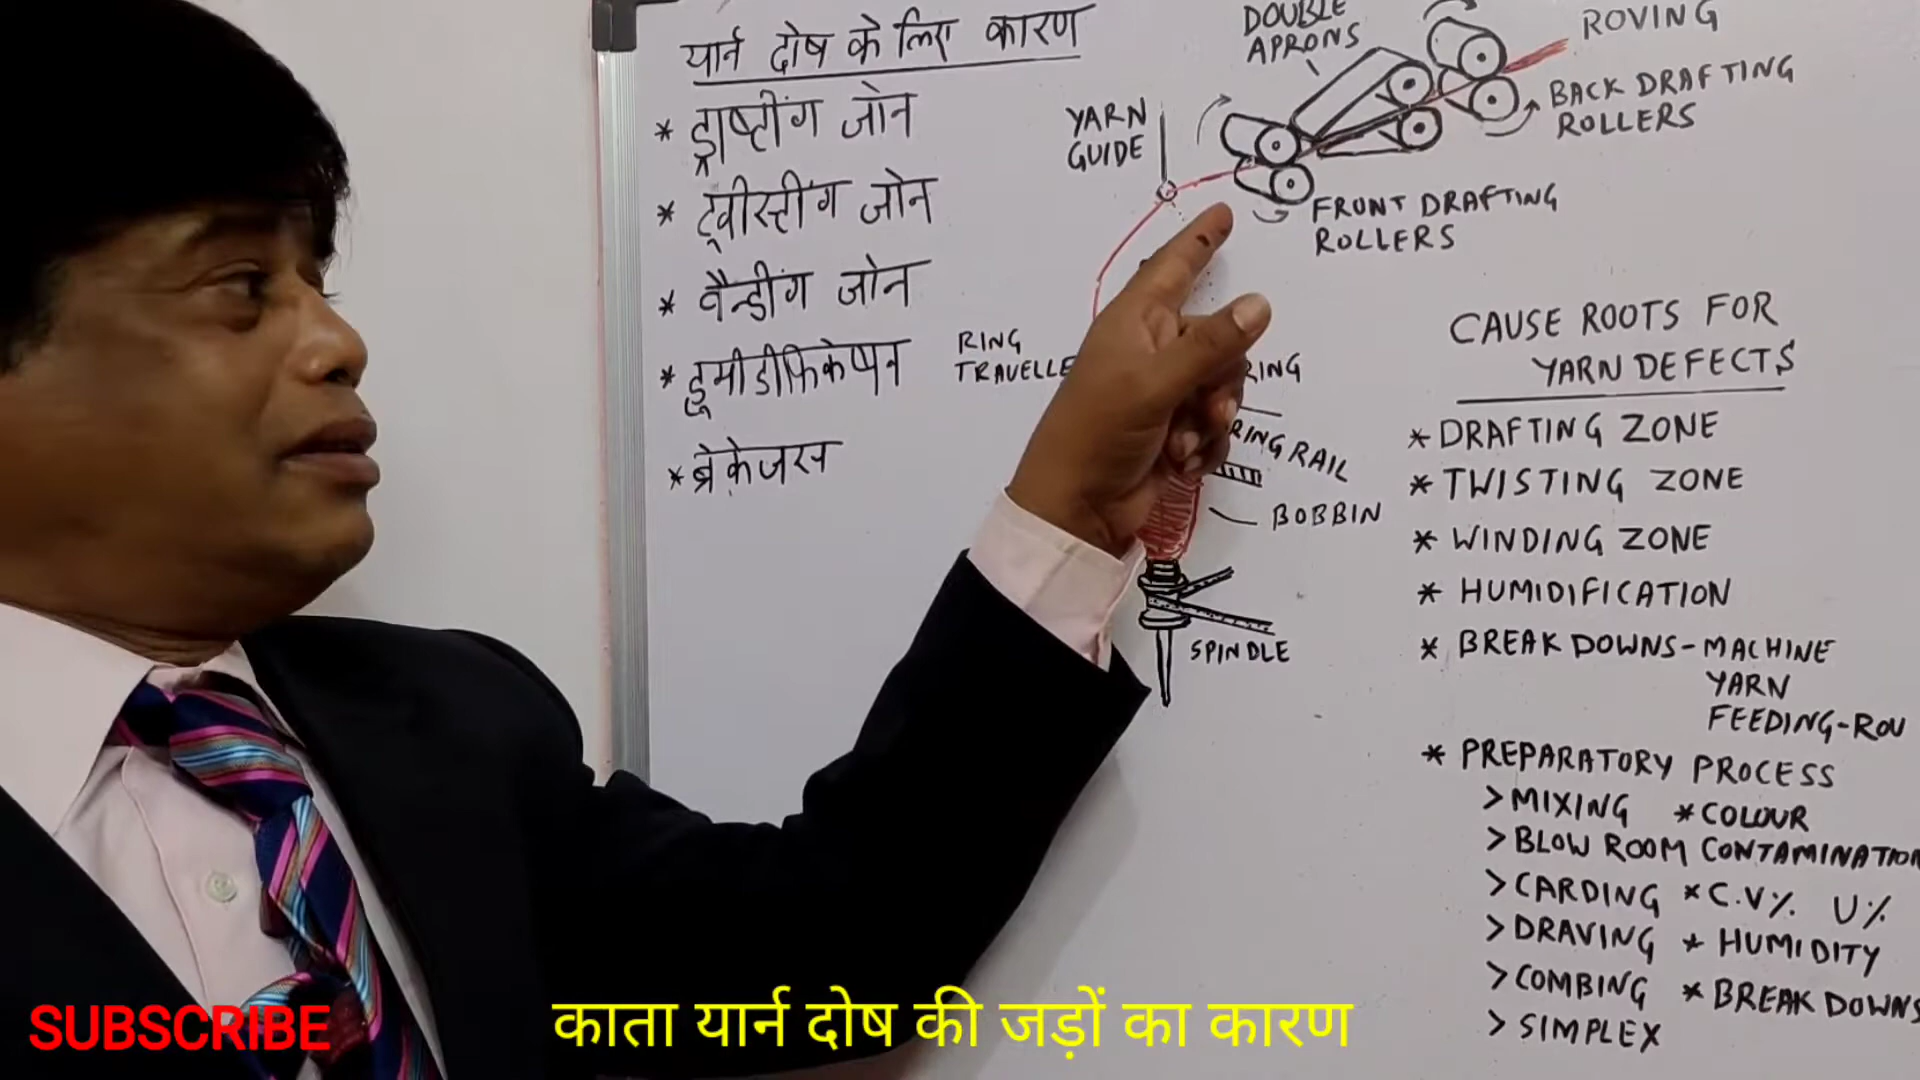 यार्न दोष के लिए कारण
* ड्राष्टींग जोन
* ट्वीस्टींग जोन
* वैन्डींग जोन
* हूमीडीफिकेषन
* ब्रेकेजस
DOUBLE
APRONS
ROVING
BACK DRAFTING
ROLLERS
YARN
GUIDE
FRONT DRAFTING
ROLLERS
RING
TRAVELLE
RING
RING RAIL
BOBBIN
SPINDLE
CAUSE ROOTS FOR
YARN DEFECTS
* DRAFTING ZONE
* TWISTING ZONE
* WINDING ZONE
* HUMIDIFICATION
* BREAK DOWNS - MACHINE
YARN
FEEDING-ROV
* PREPARATORY PROCESS
> MIXING * COLOUR
> BLOW ROOM CONTAMINATION
> CARDING * C.V% U%
> DRAVING * HUMIDITY
> COMBING * BREAK DOWNS
> SIMPLEX
SUBSCRIBE
काता यार्न दोष की जड़ों का कारण